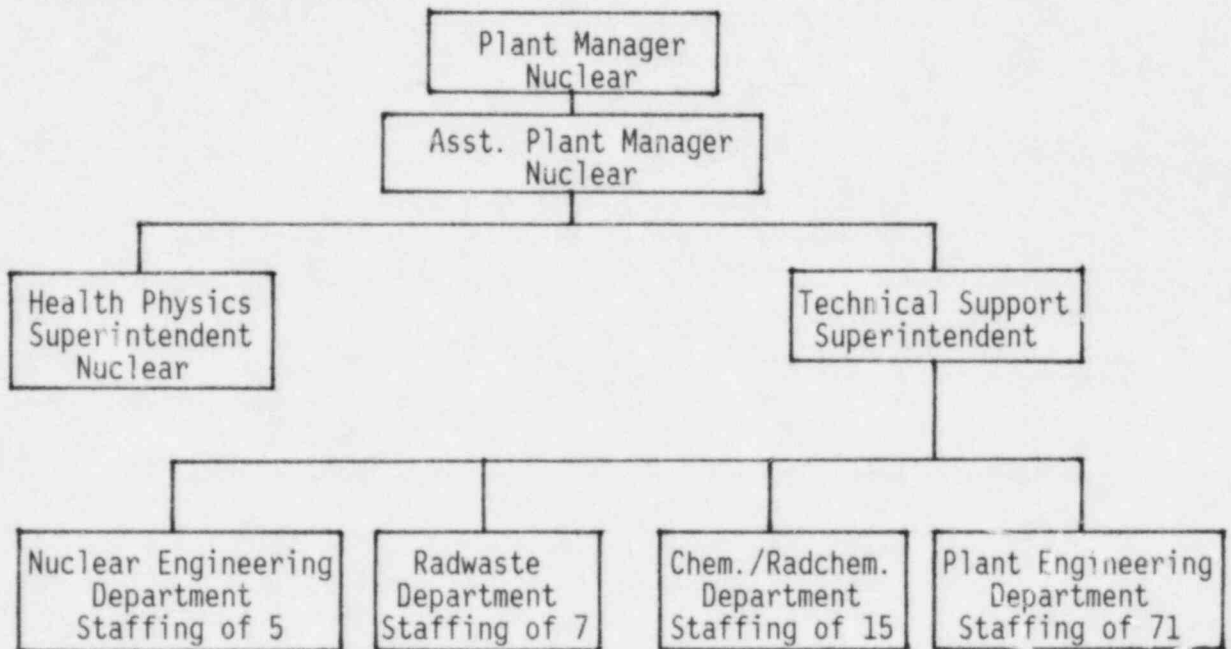 Plant Manager
Nuclear
Asst. Plant Manager
Nuclear
Health Physics
Superintendent
Nuclear
Technical Support
Superintendent
Nuclear Engineering
Department
Staffing of 5
Radwaste
Department
Staffing of 7
Chem./Radchem.
Department
Staffing of 15
Plant Engineering
Department
Staffing of 71